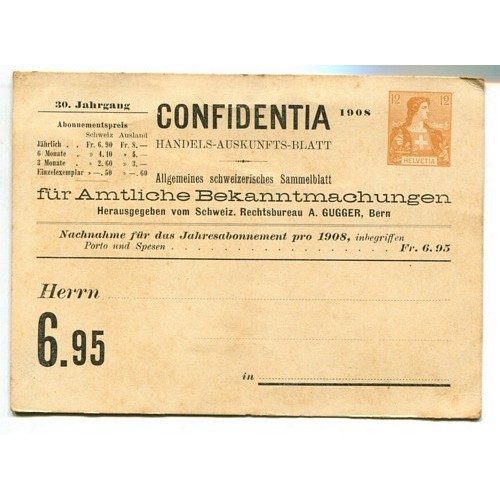 30. Jahrgang
CONFIDENTIA
1908
12 12
HELVETIA
Abonnementspreis
Schweiz Ausland
Jährlich . Fr. 6.90 Fr. 8.—
6 Monate . » 4.10 » 5.—
3 Monate . » 2.60 » 3.—
Einzelexemplar » —.50 » —.60
HANDELS-AUSKUNFTS-BLATT
Allgemeines schweizerisches Sammelblatt
für Amtliche Bekanntmachungen
Herausgegeben vom Schweiz. Rechtsbureau A. GUGGER, Bern
Nachnahme für das Jahresabonnement pro 1908, inbegriffen
Porto und Spesen . . . . . . . . . . . . . . . . . Fr. 6.95
Herrn
6.95
in